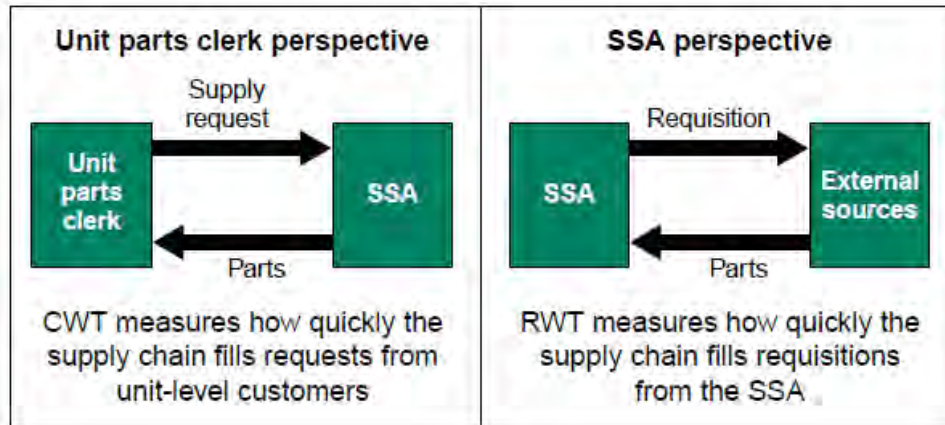 Unit parts clerk perspective
Supply
request
Unit
parts
clerk
SSA
Parts
CWT measures how quickly the
supply chain fills requests from
unit-level customers
SSA perspective
Requisition
SSA
External
sources
Parts
RWT measures how quickly the
supply chain fills requisitions
from the SSA